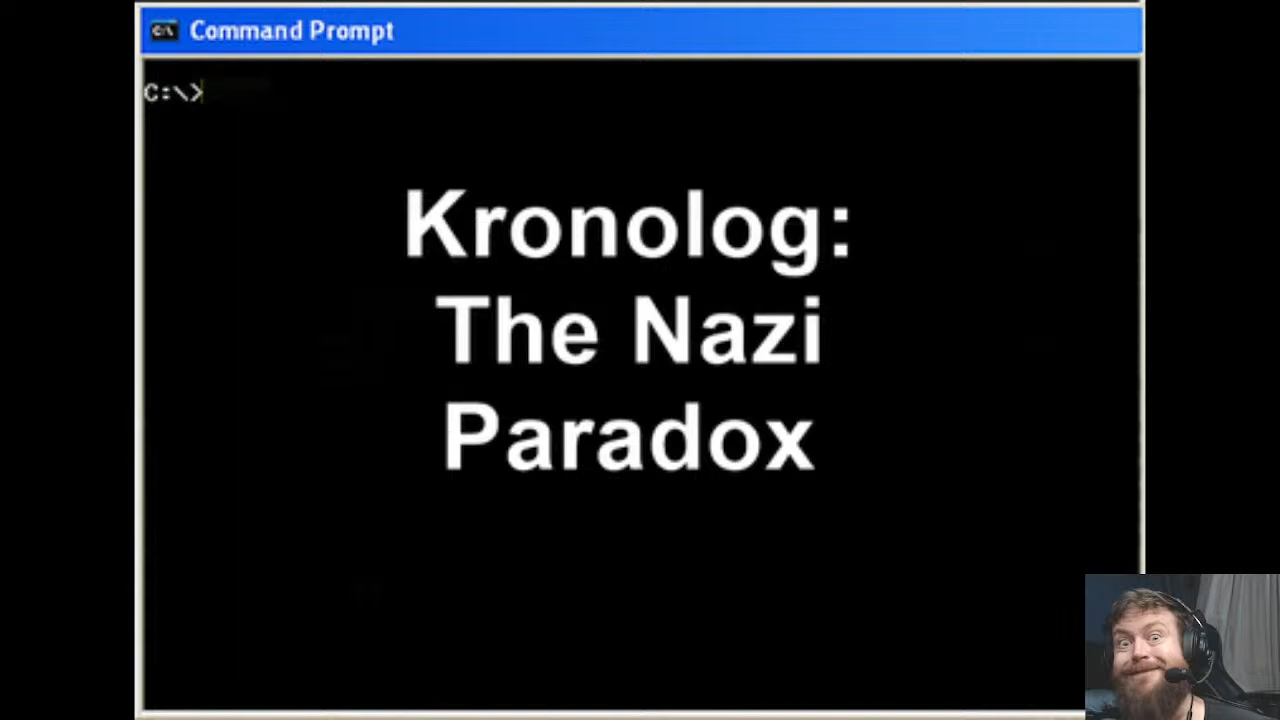 Command Prompt
C:\>
Kronolog:
The Nazi
Paradox